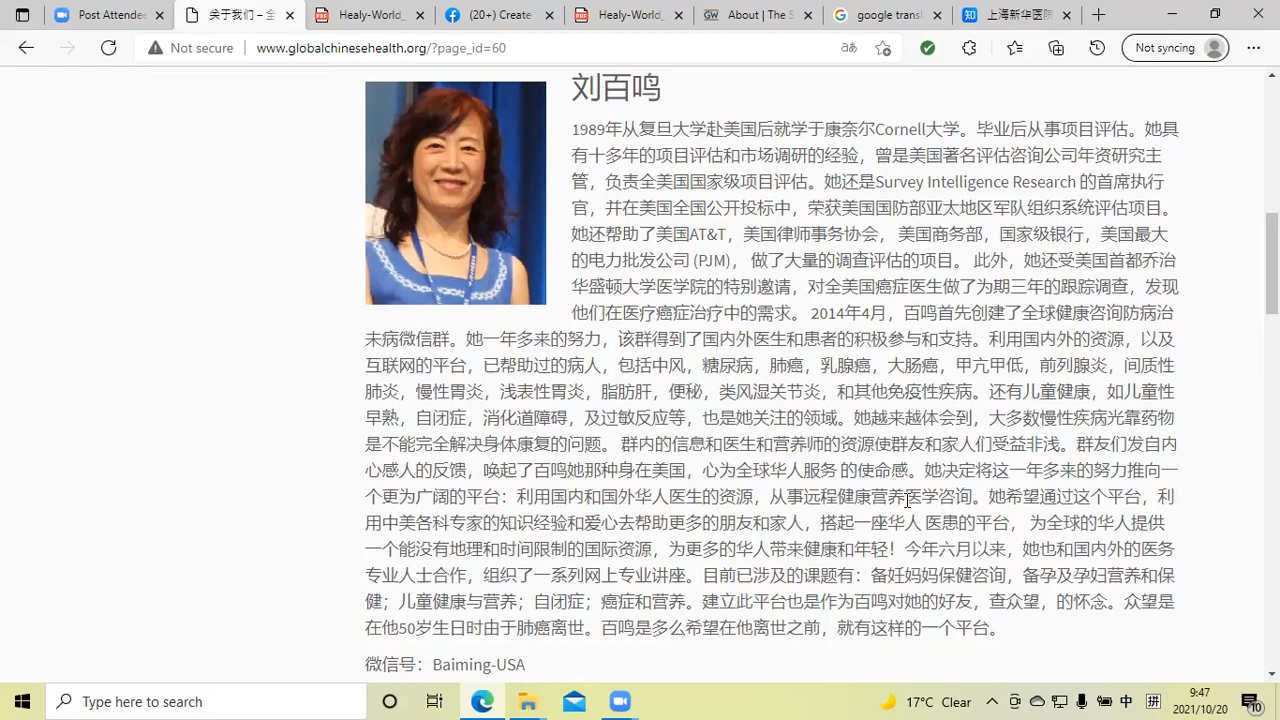 Post Attende
关于我们 – 全
Healy-World_
(20+) Create
Healy-World_
About | The S
google transl
上海新华医院
Not secure
www.globalchinesehealth.org/?page_id=60
Not syncing
刘百鸣
1989年从复旦大学赴美国后就学于康奈尔Cornell大学。毕业后从事项目评估。她具
有十多年的项目评估和市场调研的经验，曾是美国著名评估咨询公司年资研究主
管，负责全美国国家级项目评估。她还是Survey Intelligence Research 的首席执行
官，并在美国全国公开投标中，荣获美国国防部亚太地区军队组织系统评估项目。
她还帮助了美国AT&T，美国律师事务协会， 美国商务部，国家级银行，美国最大
的电力批发公司 (PJM)， 做了大量的调查评估的项目。 此外，她还受美国首都乔治
华盛顿大学医学院的特别邀请，对全美国癌症医生做了为期三年的跟踪调查，发现
他们在医疗癌症治疗中的需求。 2014年4月，百鸣首先创建了全球健康咨询防病治
未病微信群。她一年多来的努力，该群得到了国内外医生和患者的积极参与和支持。利用国内外的资源，以及
互联网的平台，已帮助过的病人，包括中风，糖尿病，肺癌，乳腺癌，大肠癌，甲亢甲低，前列腺炎，间质性
肺炎，慢性胃炎，浅表性胃炎，脂肪肝，便秘，类风湿关节炎，和其他免疫性疾病。还有儿童健康，如儿童性
早熟，自闭症，消化道障碍，及过敏反应等，也是她关注的领域。她越来越体会到，大多数慢性疾病光靠药物
是不能完全解决身体康复的问题。 群内的信息和医生和营养师的资源使群友和家人们受益非浅。群友们发自内
心感人的反馈，唤起了百鸣她那种身在美国，心为全球华人服务 的使命感。她决定将这一年多来的努力推向一
个更为广阔的平台：利用国内和国外华人医生的资源，从事远程健康营养医学咨询。她希望通过这个平台，利
用中美各科专家的知识经验和爱心去帮助更多的朋友和家人，搭起一座华人 医患的平台， 为全球的华人提供
一个能没有地理和时间限制的国际资源，为更多的华人带来健康和年轻！今年六月以来，她也和国内外的医务
专业人士合作，组织了一系列网上专业讲座。目前已涉及的课题有：备妊妈妈保健咨询，备孕及孕妇营养和保
健；儿童健康与营养；自闭症；癌症和营养。建立此平台也是作为百鸣对她的好友，查众望，的怀念。众望是
在他50岁生日时由于肺癌离世。百鸣是多么希望在他离世之前，就有这样的一个平台。
微信号：Baiming-USA
Type here to search
17°C Clear
中
拼
9:47
2021/10/20
10